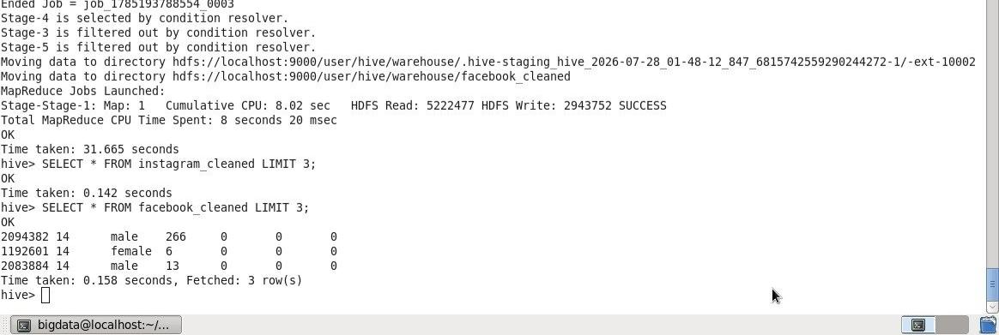 Ended Job = job_1785193788554_0003
Stage-4 is selected by condition resolver.
Stage-3 is filtered out by condition resolver.
Stage-5 is filtered out by condition resolver.
Moving data to directory hdfs://localhost:9000/user/hive/warehouse/.hive-staging_hive_2026-07-28_01-48-12_847_6815742559290244272-1/-ext-10002
Moving data to directory hdfs://localhost:9000/user/hive/warehouse/facebook_cleaned
MapReduce Jobs Launched:
Stage-Stage-1: Map: 1   Cumulative CPU: 8.02 sec   HDFS Read: 5222477 HDFS Write: 2943752 SUCCESS
Total MapReduce CPU Time Spent: 8 seconds 20 msec
OK
Time taken: 31.665 seconds
hive> SELECT * FROM instagram_cleaned LIMIT 3;
OK
Time taken: 0.142 seconds
hive> SELECT * FROM facebook_cleaned LIMIT 3;
OK
2094382 14      male    266     0       0       0
1192601 14      female  6       0       0       0
2083884 14      male    13      0       0       0
Time taken: 0.158 seconds, Fetched: 3 row(s)
hive>
bigdata@localhost:~/...